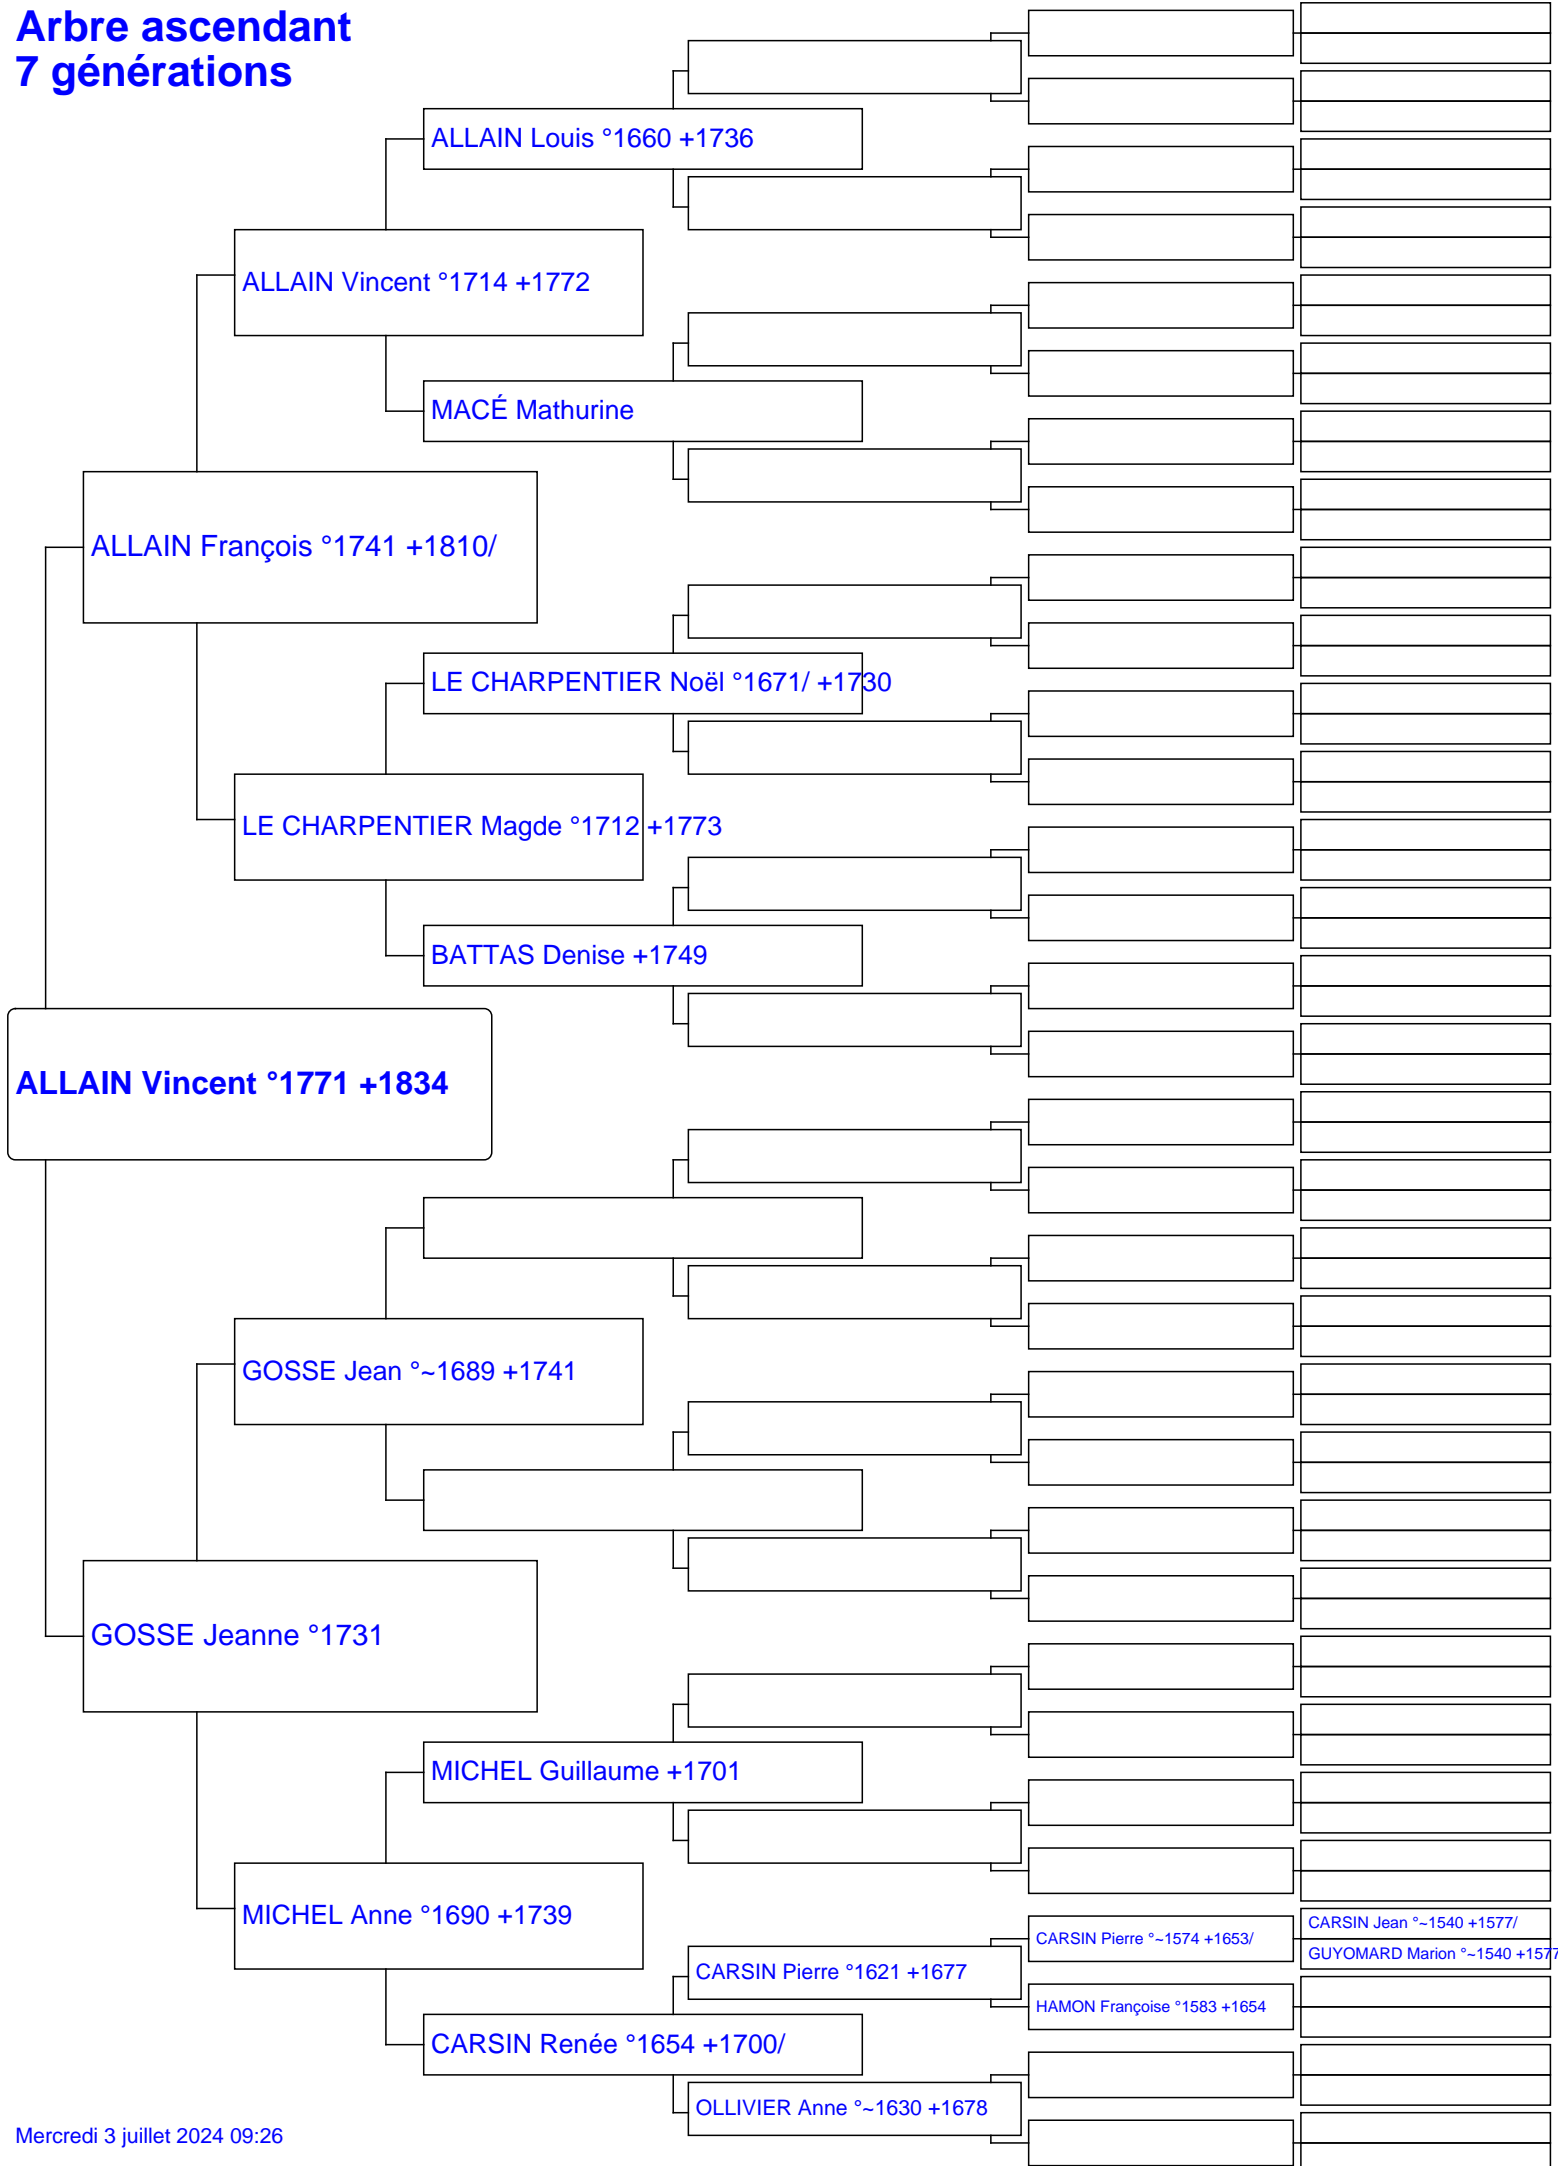 Arbre ascendant
7 générations
ALLAIN Louis °1660 +1736
ALLAIN Vincent °1714 +1772
MACÉ Mathurine
ALLAIN François °1741 +1810/
LE CHARPENTIER Noël °1671/ +1730
LE CHARPENTIER Magde °1712 +1773
BATTAS Denise +1749
ALLAIN Vincent °1771 +1834
GOSSE Jean °~1689 +1741
GOSSE Jeanne °1731
MICHEL Guillaume +1701
MICHEL Anne °1690 +1739
CARSIN Jean °~1540 +1577/
CARSIN Pierre °~1574 +1653/
GUYOMARD Marion °~1540 +1577
CARSIN Pierre °1621 +1677
HAMON Françoise °1583 +1654
CARSIN Renée °1654 +1700/
OLLIVIER Anne °~1630 +1678
Mercredi 3 juillet 2024 09:26